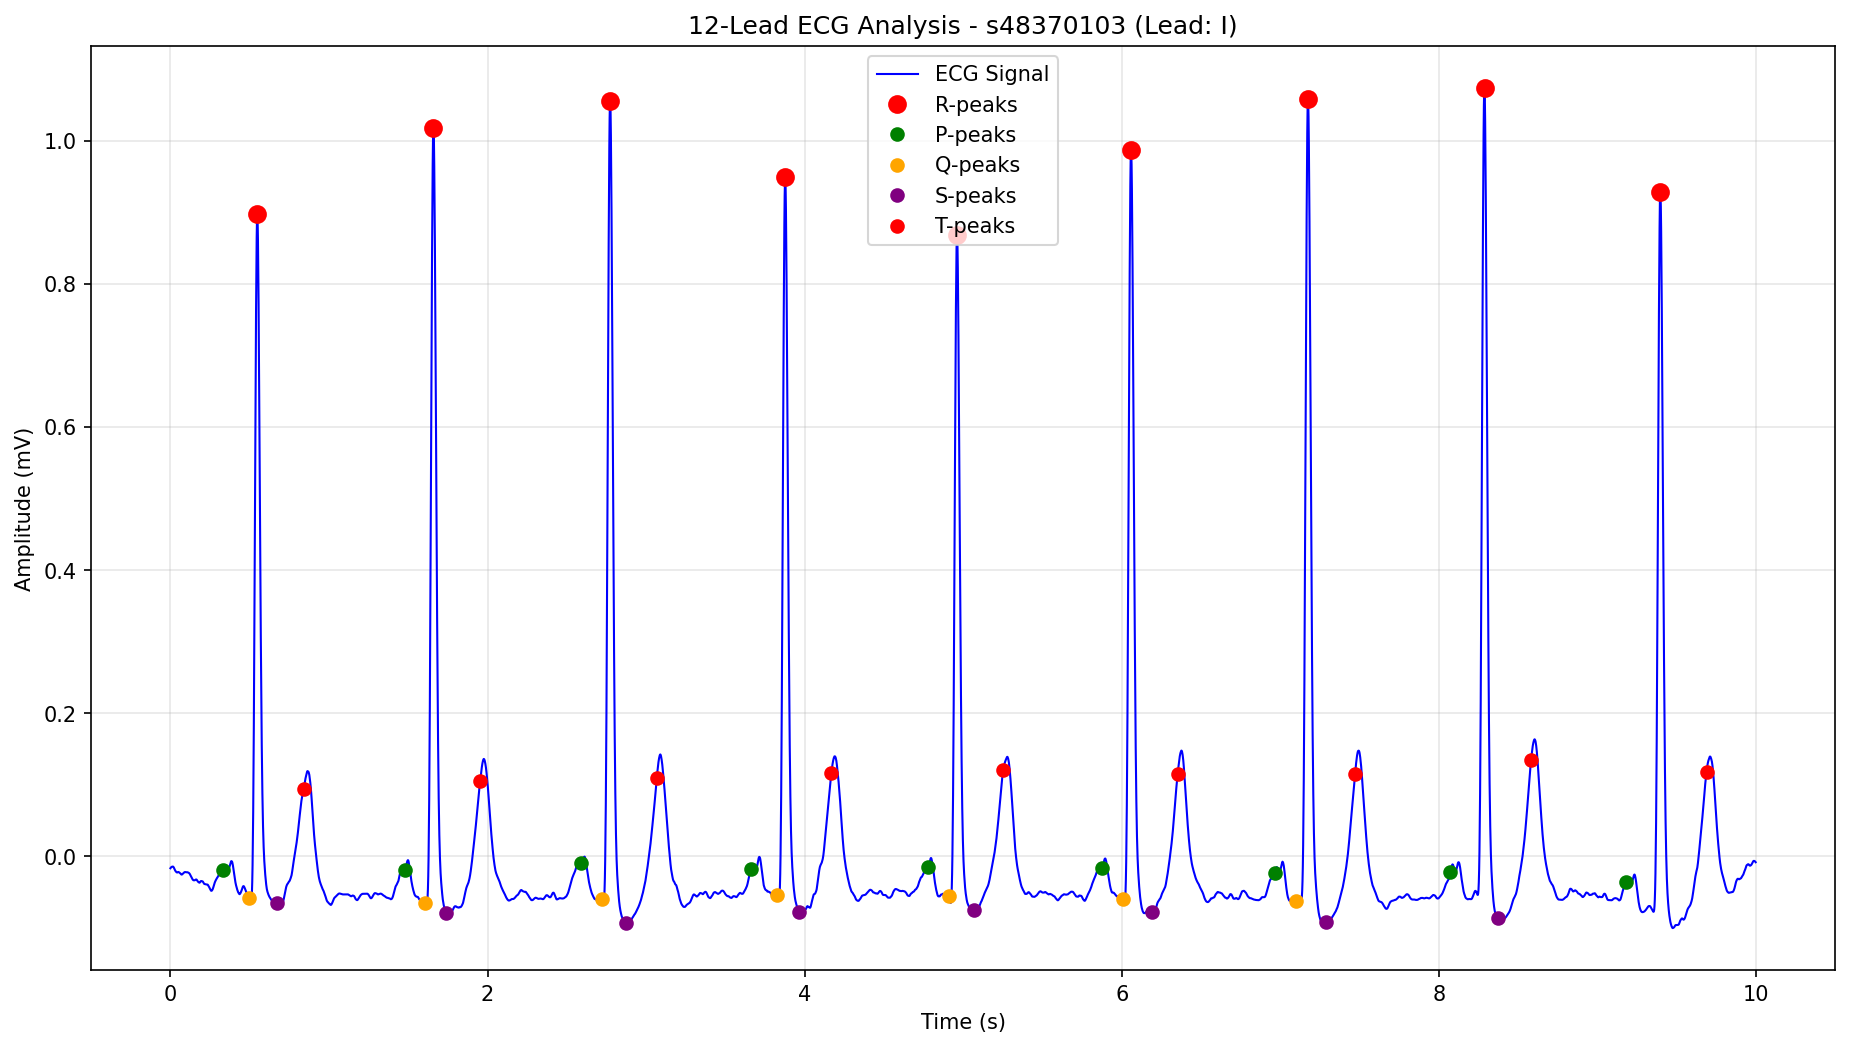 12-Lead ECG Analysis - s48370103 (Lead: I)
ECG Signal
R-peaks
P-peaks
Q-peaks
S-peaks
T-peaks
Amplitude (mV)
1.0
0.8
0.6
0.4
0.2
0.0
0 2 4 6 8 10
Time (s)